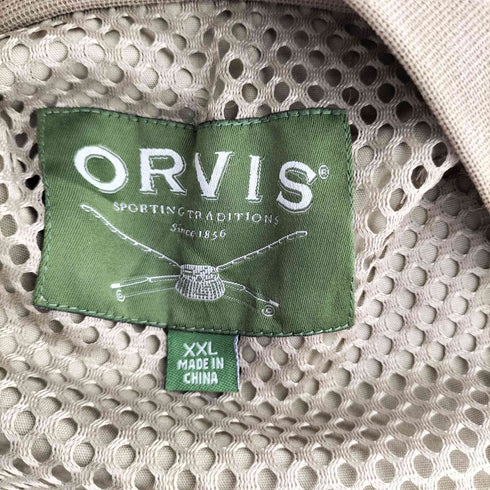 ORVIS®
SPORTING TRADITIONS
Since 1856
©
XXL
MADE IN
CHINA